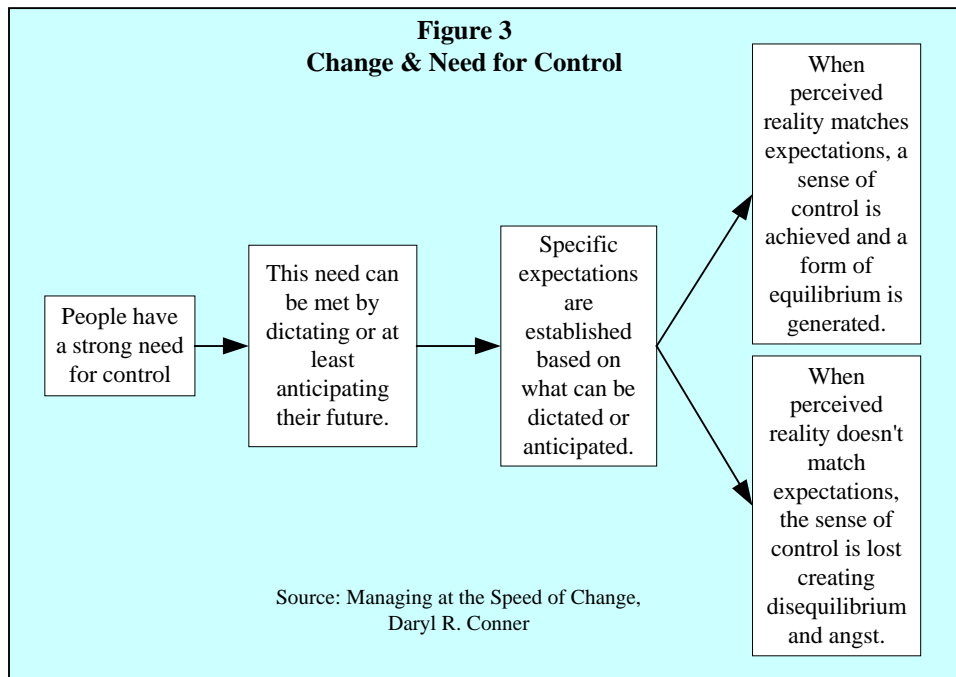 Figure 3
Change & Need for Control
People have
a strong need
for control
This need can
be met by
dictating or at
least
anticipating
their future.
Specific
expectations
are
established
based on
what can be
dictated or
anticipated.
When
perceived
reality matches
expectations, a
sense of
control is
achieved and a
form of
equilibrium is
generated.
When
perceived
reality doesn't
match
expectations,
the sense of
control is lost
creating
disequilibrium
and angst.
Source: Managing at the Speed of Change,
Daryl R. Conner